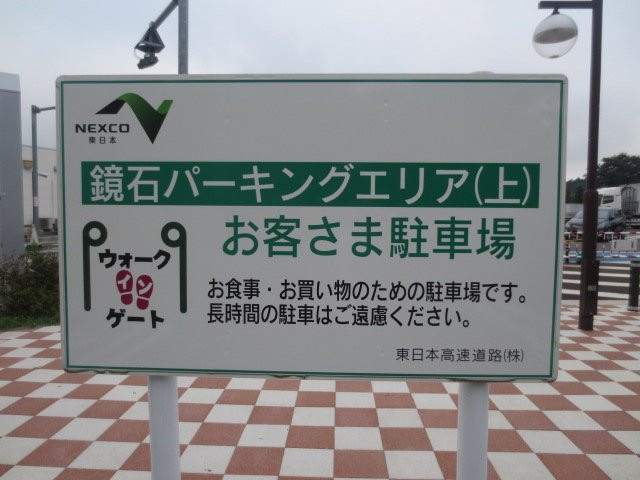 NEXCO
東日本
鏡石パーキングエリア(上)
お客さま駐車場
ウォーク
イン
ゲート
お食事・お買い物のための駐車場です。
長時間の駐車はご遠慮ください。
東日本高速道路(株)